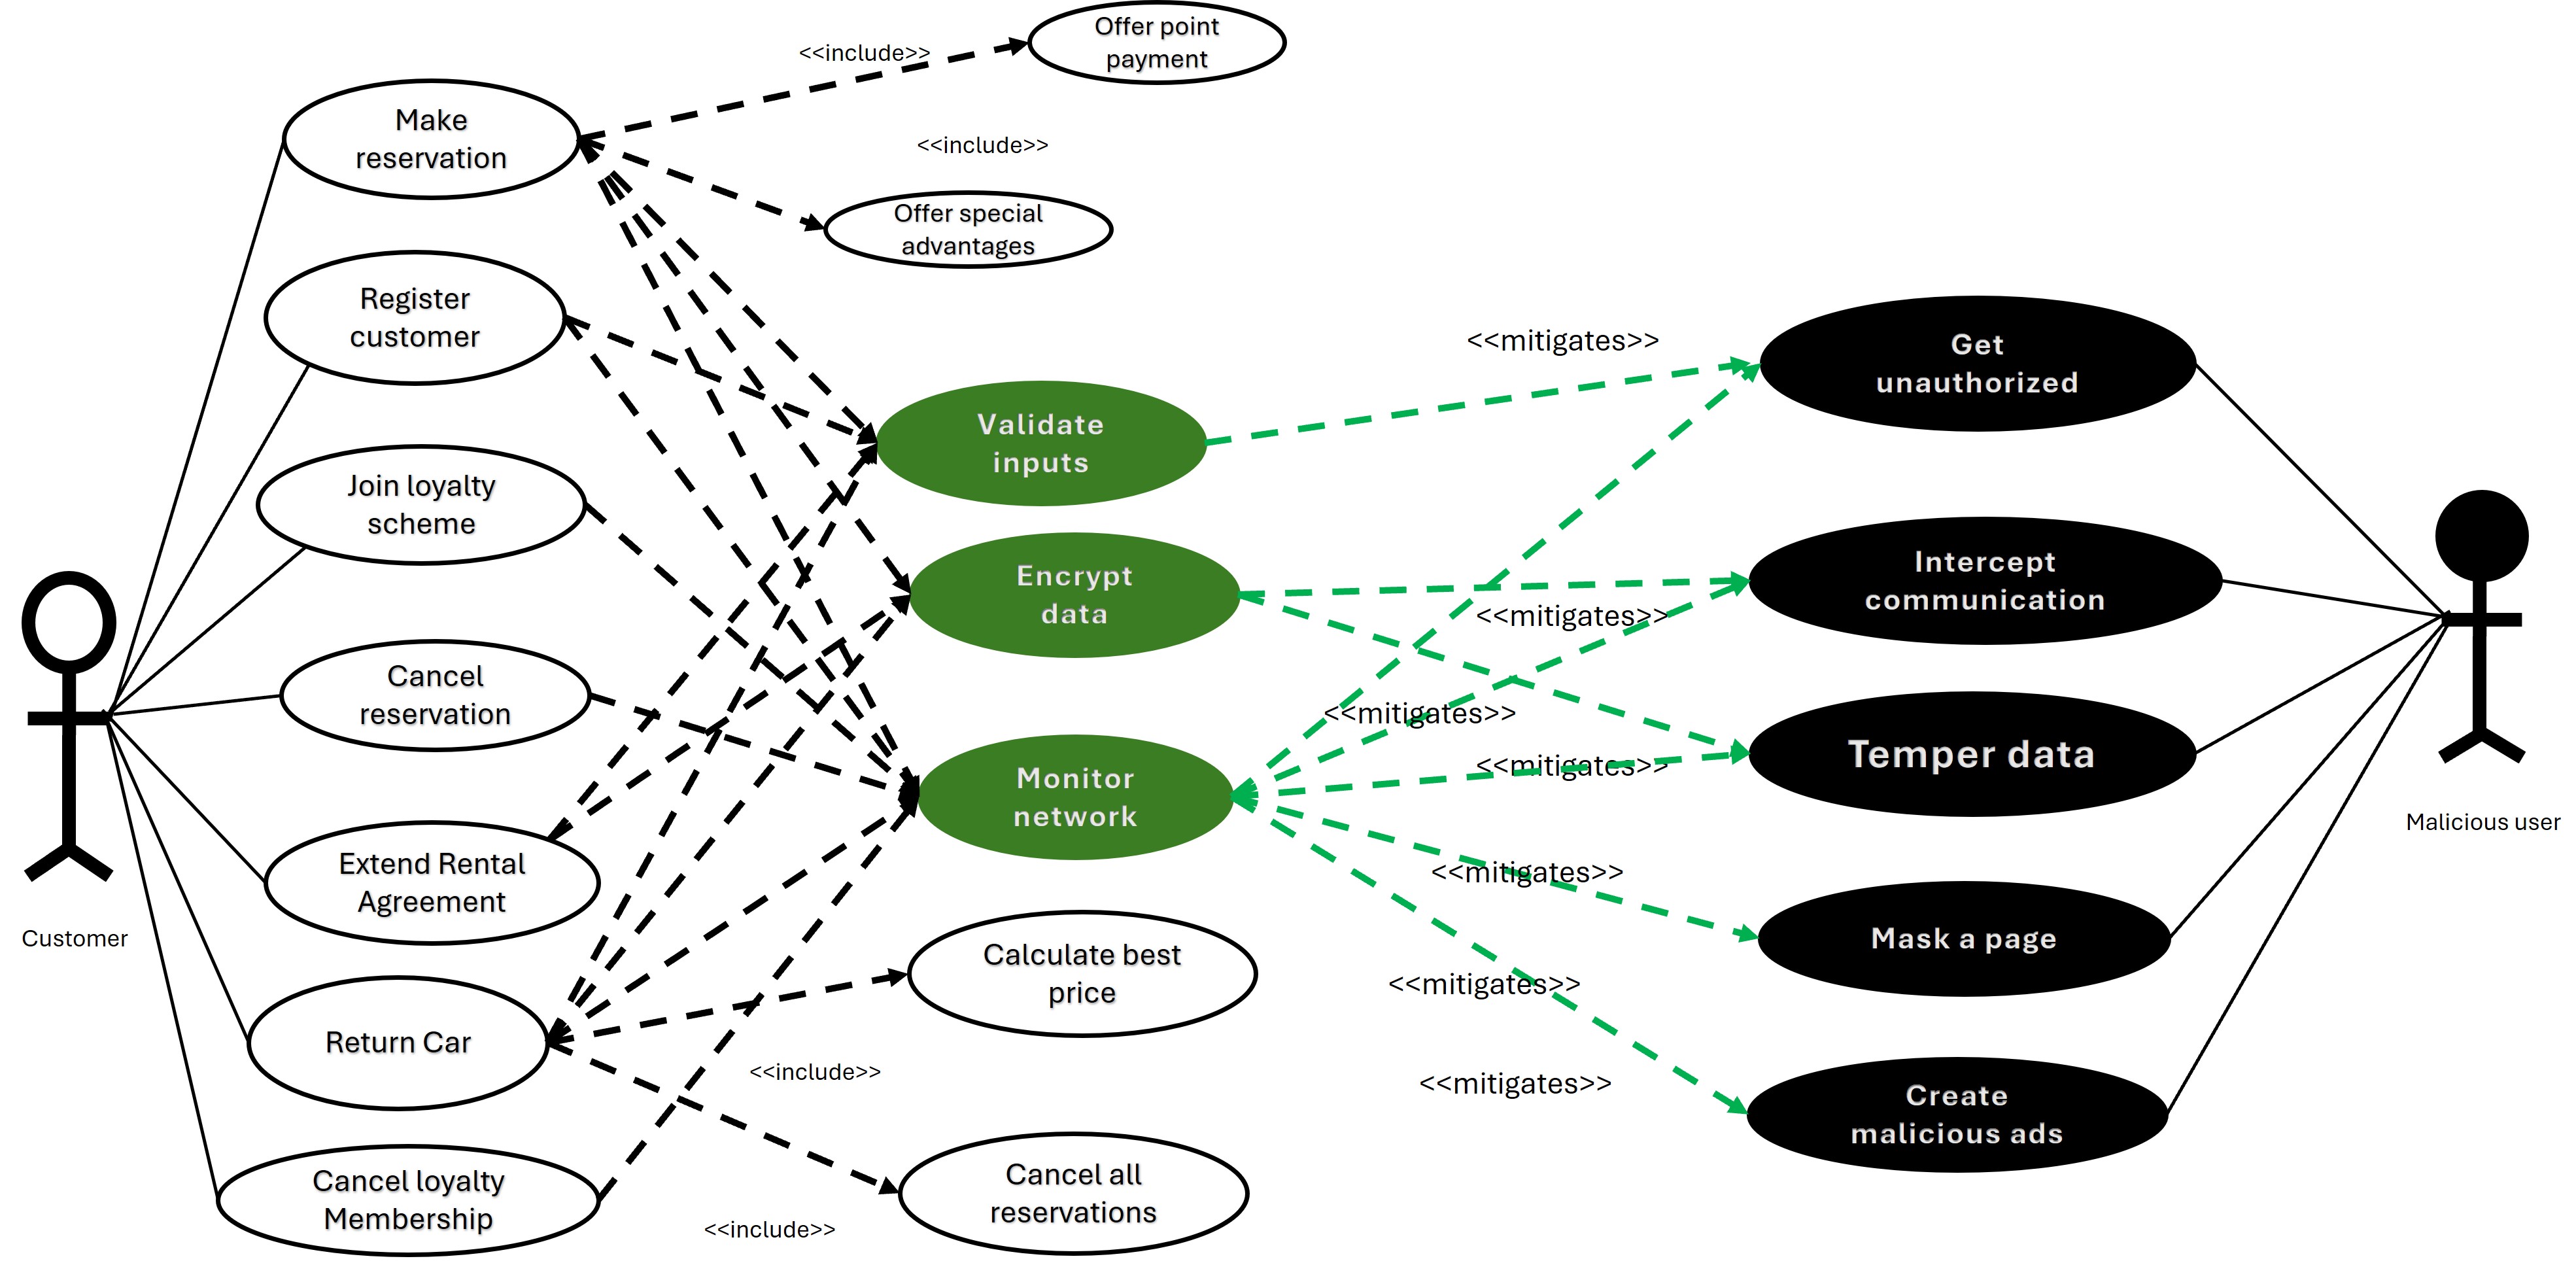 Offer point
payment
<<include>>
Make
reservation
<<include>>
Offer special
advantages
Register
customer
<<mitigates>>
Get
unauthorized
Validate
inputs
Join loyalty
scheme
Intercept
communication
Encrypt
data
<<mitigates>>
Cancel
reservation
<<mitigates>>
Temper data
<<mitigates>>
Monitor
network
Malicious user
Extend Rental
Agreement
<<mitigates>>
Customer
Mask a page
Calculate best
price
<<mitigates>>
Return Car
<<include>>
<<mitigates>>
Create
malicious ads
Cancel loyalty
Membership
Cancel all
reservations
<<include>>